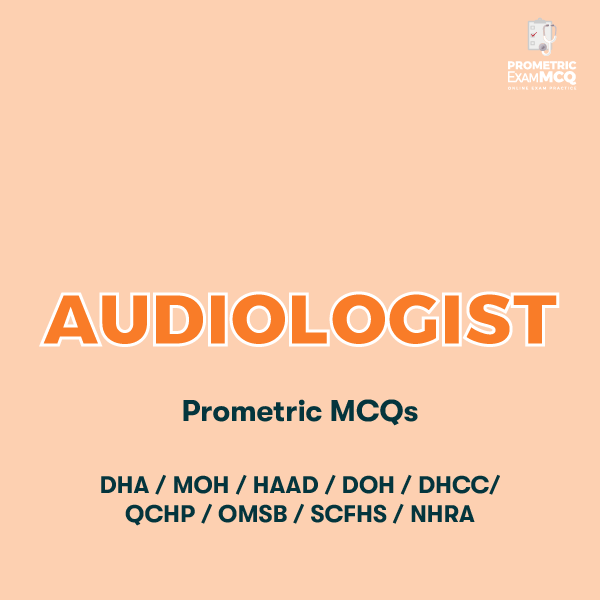 PROMETRIC
EXAMMCQ
ONLINE EXAM PRACTICE
AUDIOLOGIST
Prometric MCQs
DHA / MOH / HAAD / DOH / DHCC/
QCHP / OMSB / SCFHS / NHRA